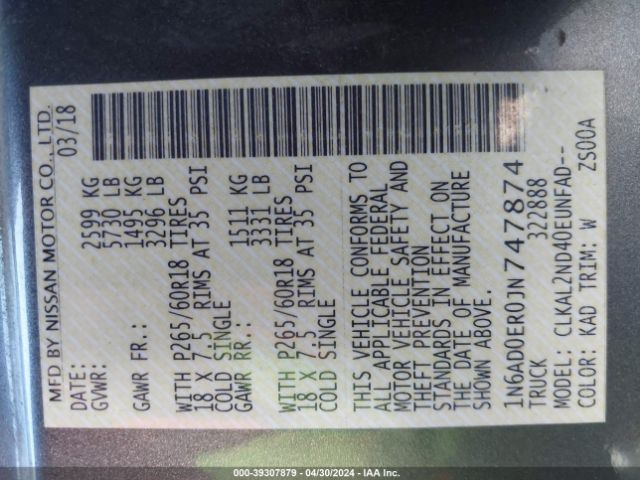 MFD BY NISSAN MOTOR CO., LTD.
DATE: 03/18
GVWR: 2599 KG
5730 LB
GAWR FR.: 1495 KG
3296 LB
WITH P265/60R18 TIRES
18 X 7.5 RIMS AT 35 PSI
COLD SINGLE
GAWR RR.: 1511 KG
3331 LB
WITH P265/60R18 TIRES
18 X 7.5 RIMS AT 35 PSI
COLD SINGLE
THIS VEHICLE CONFORMS TO
ALL APPLICABLE FEDERAL
MOTOR VEHICLE SAFETY AND
THEFT PREVENTION
STANDARDS IN EFFECT ON
THE DATE OF MANUFACTURE
SHOWN ABOVE.
1N6AD0ER0JN747874
TRUCK 322888
MODEL: CLKAL2ND40EUNFAD--
COLOR: KAD TRIM: W ZS00A
000-39307879 - 04/30/2024 - IAA Inc.